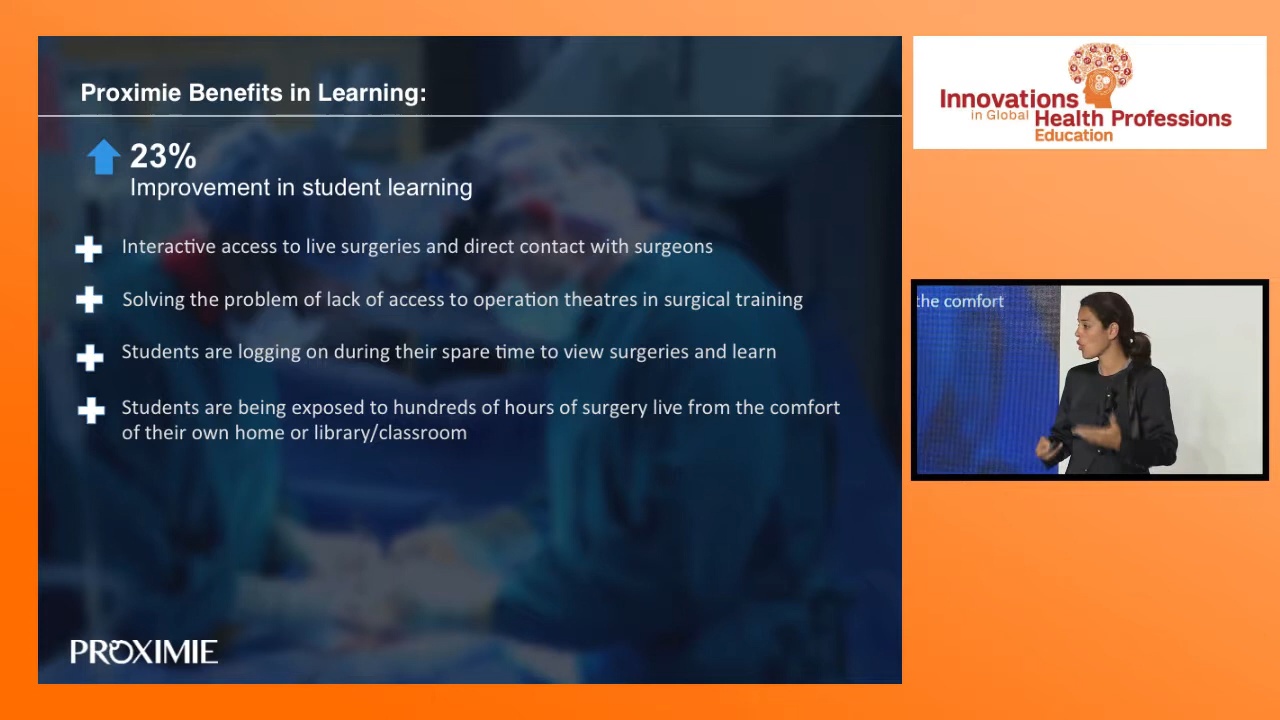 Proximie Benefits in Learning:
23%
Improvement in student learning
Interactive access to live surgeries and direct contact with surgeons
Solving the problem of lack of access to operation theatres in surgical training
Students are logging on during their spare time to view surgeries and learn
Students are being exposed to hundreds of hours of surgery live from the comfort
of their own home or library/classroom
PROXIMIE
Innovations
in Global Health Professions
Education
the comfort